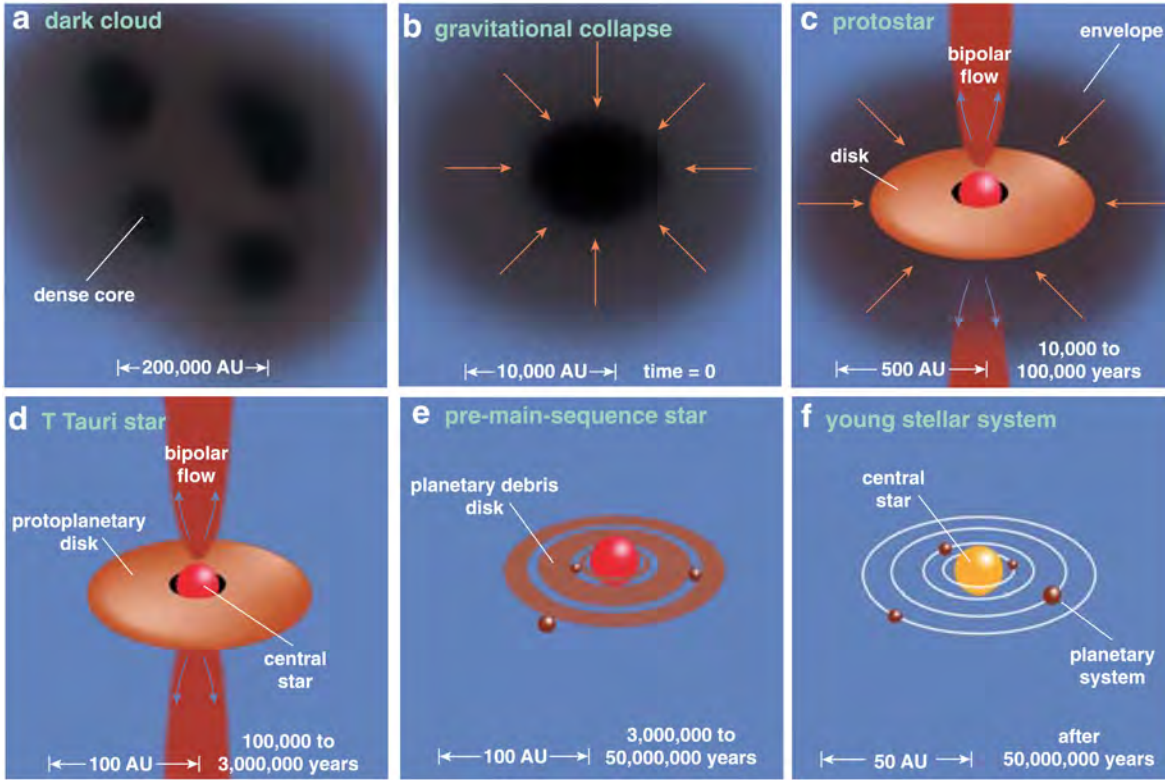 a dark cloud
dense core
200,000 AU
b gravitational collapse
10,000 AU
time = 0
c protostar
bipolar
flow
envelope
disk
500 AU
10,000 to
100,000 years
d T Tauri star
bipolar
flow
protoplanetary
disk
central
star
100 AU
100,000 to
3,000,000 years
e pre-main-sequence star
planetary debris
disk
100 AU
3,000,000 to
50,000,000 years
f young stellar system
central
star
planetary
system
50 AU
after
50,000,000 years